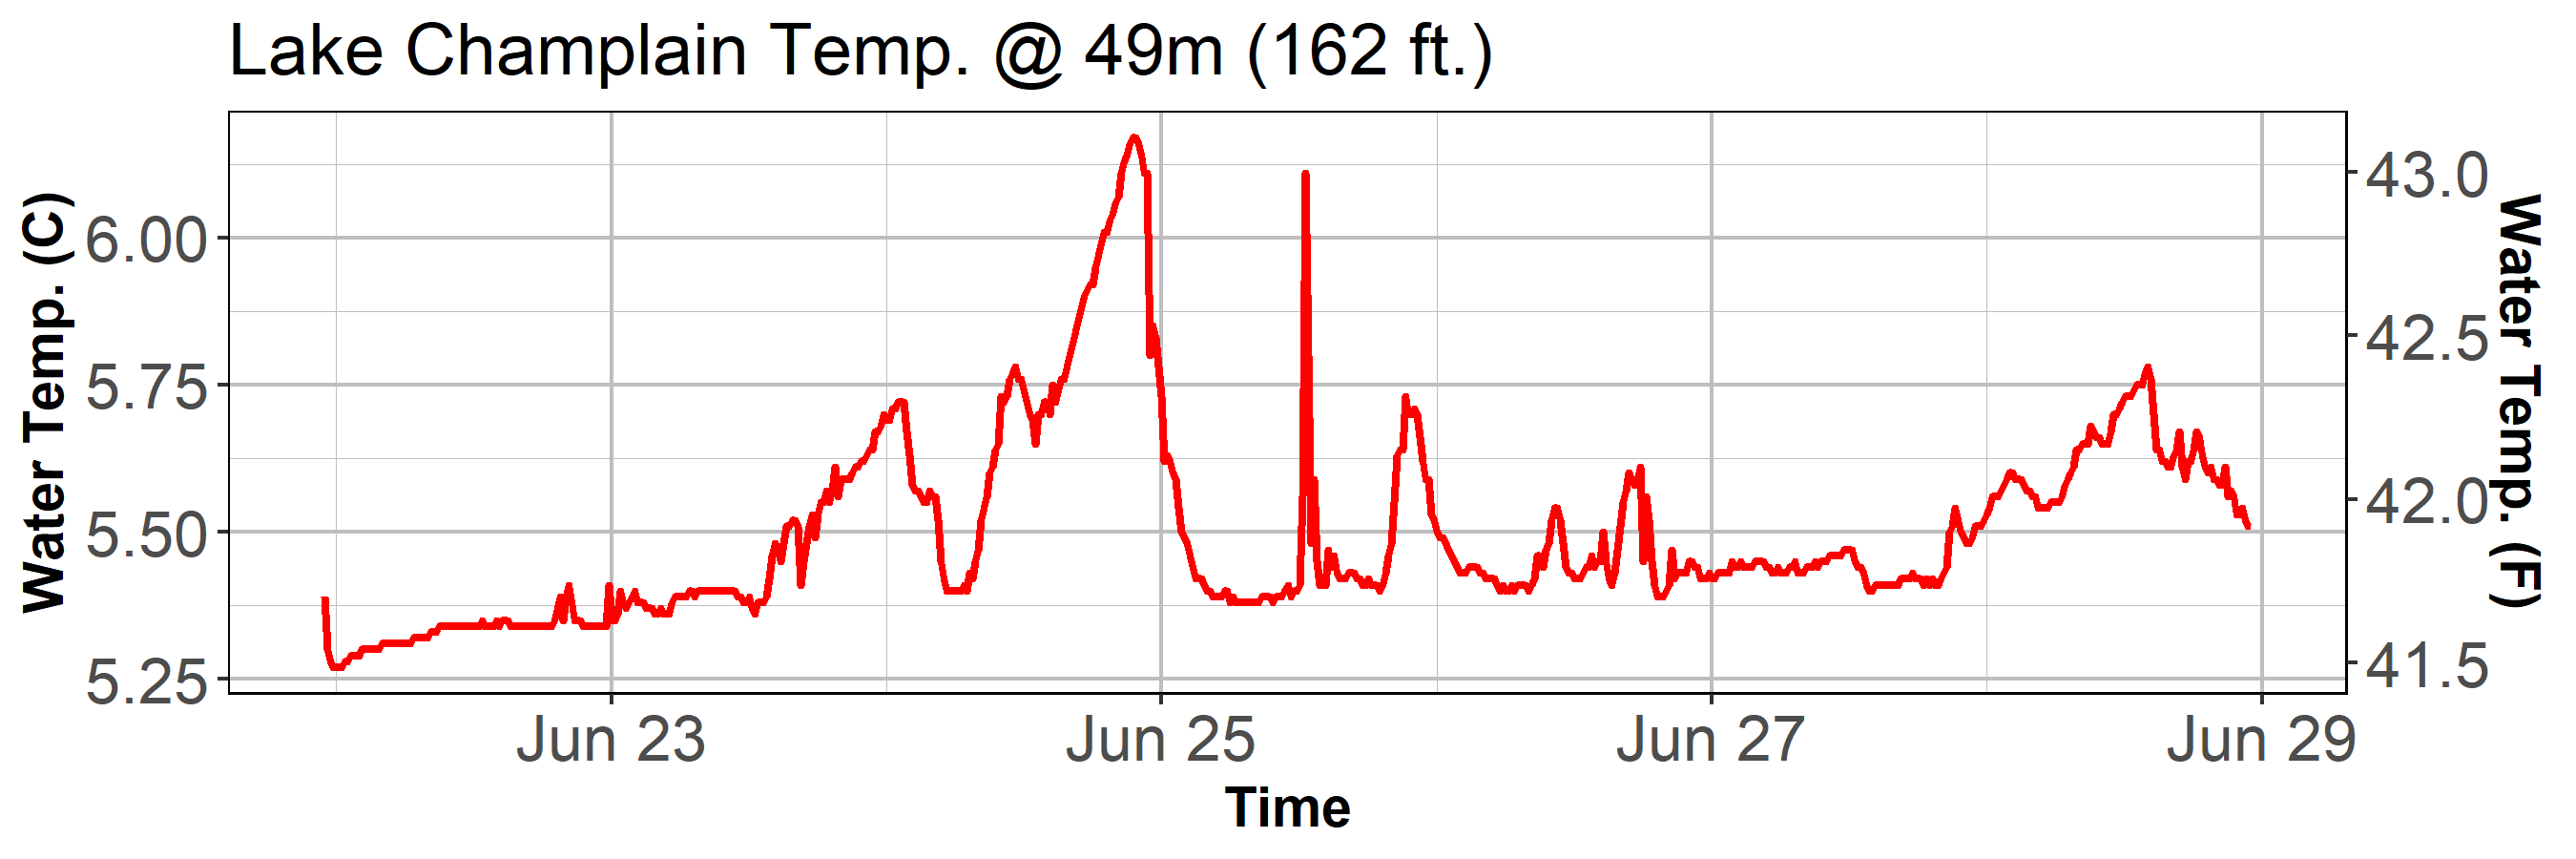 Lake Champlain Temp. @ 49m (162 ft.)
Water Temp. (C)
6.00
5.75
5.50
5.25
43.0
42.5
42.0
41.5
Water Temp. (F)
Jun 23 Jun 25 Jun 27 Jun 29
Time